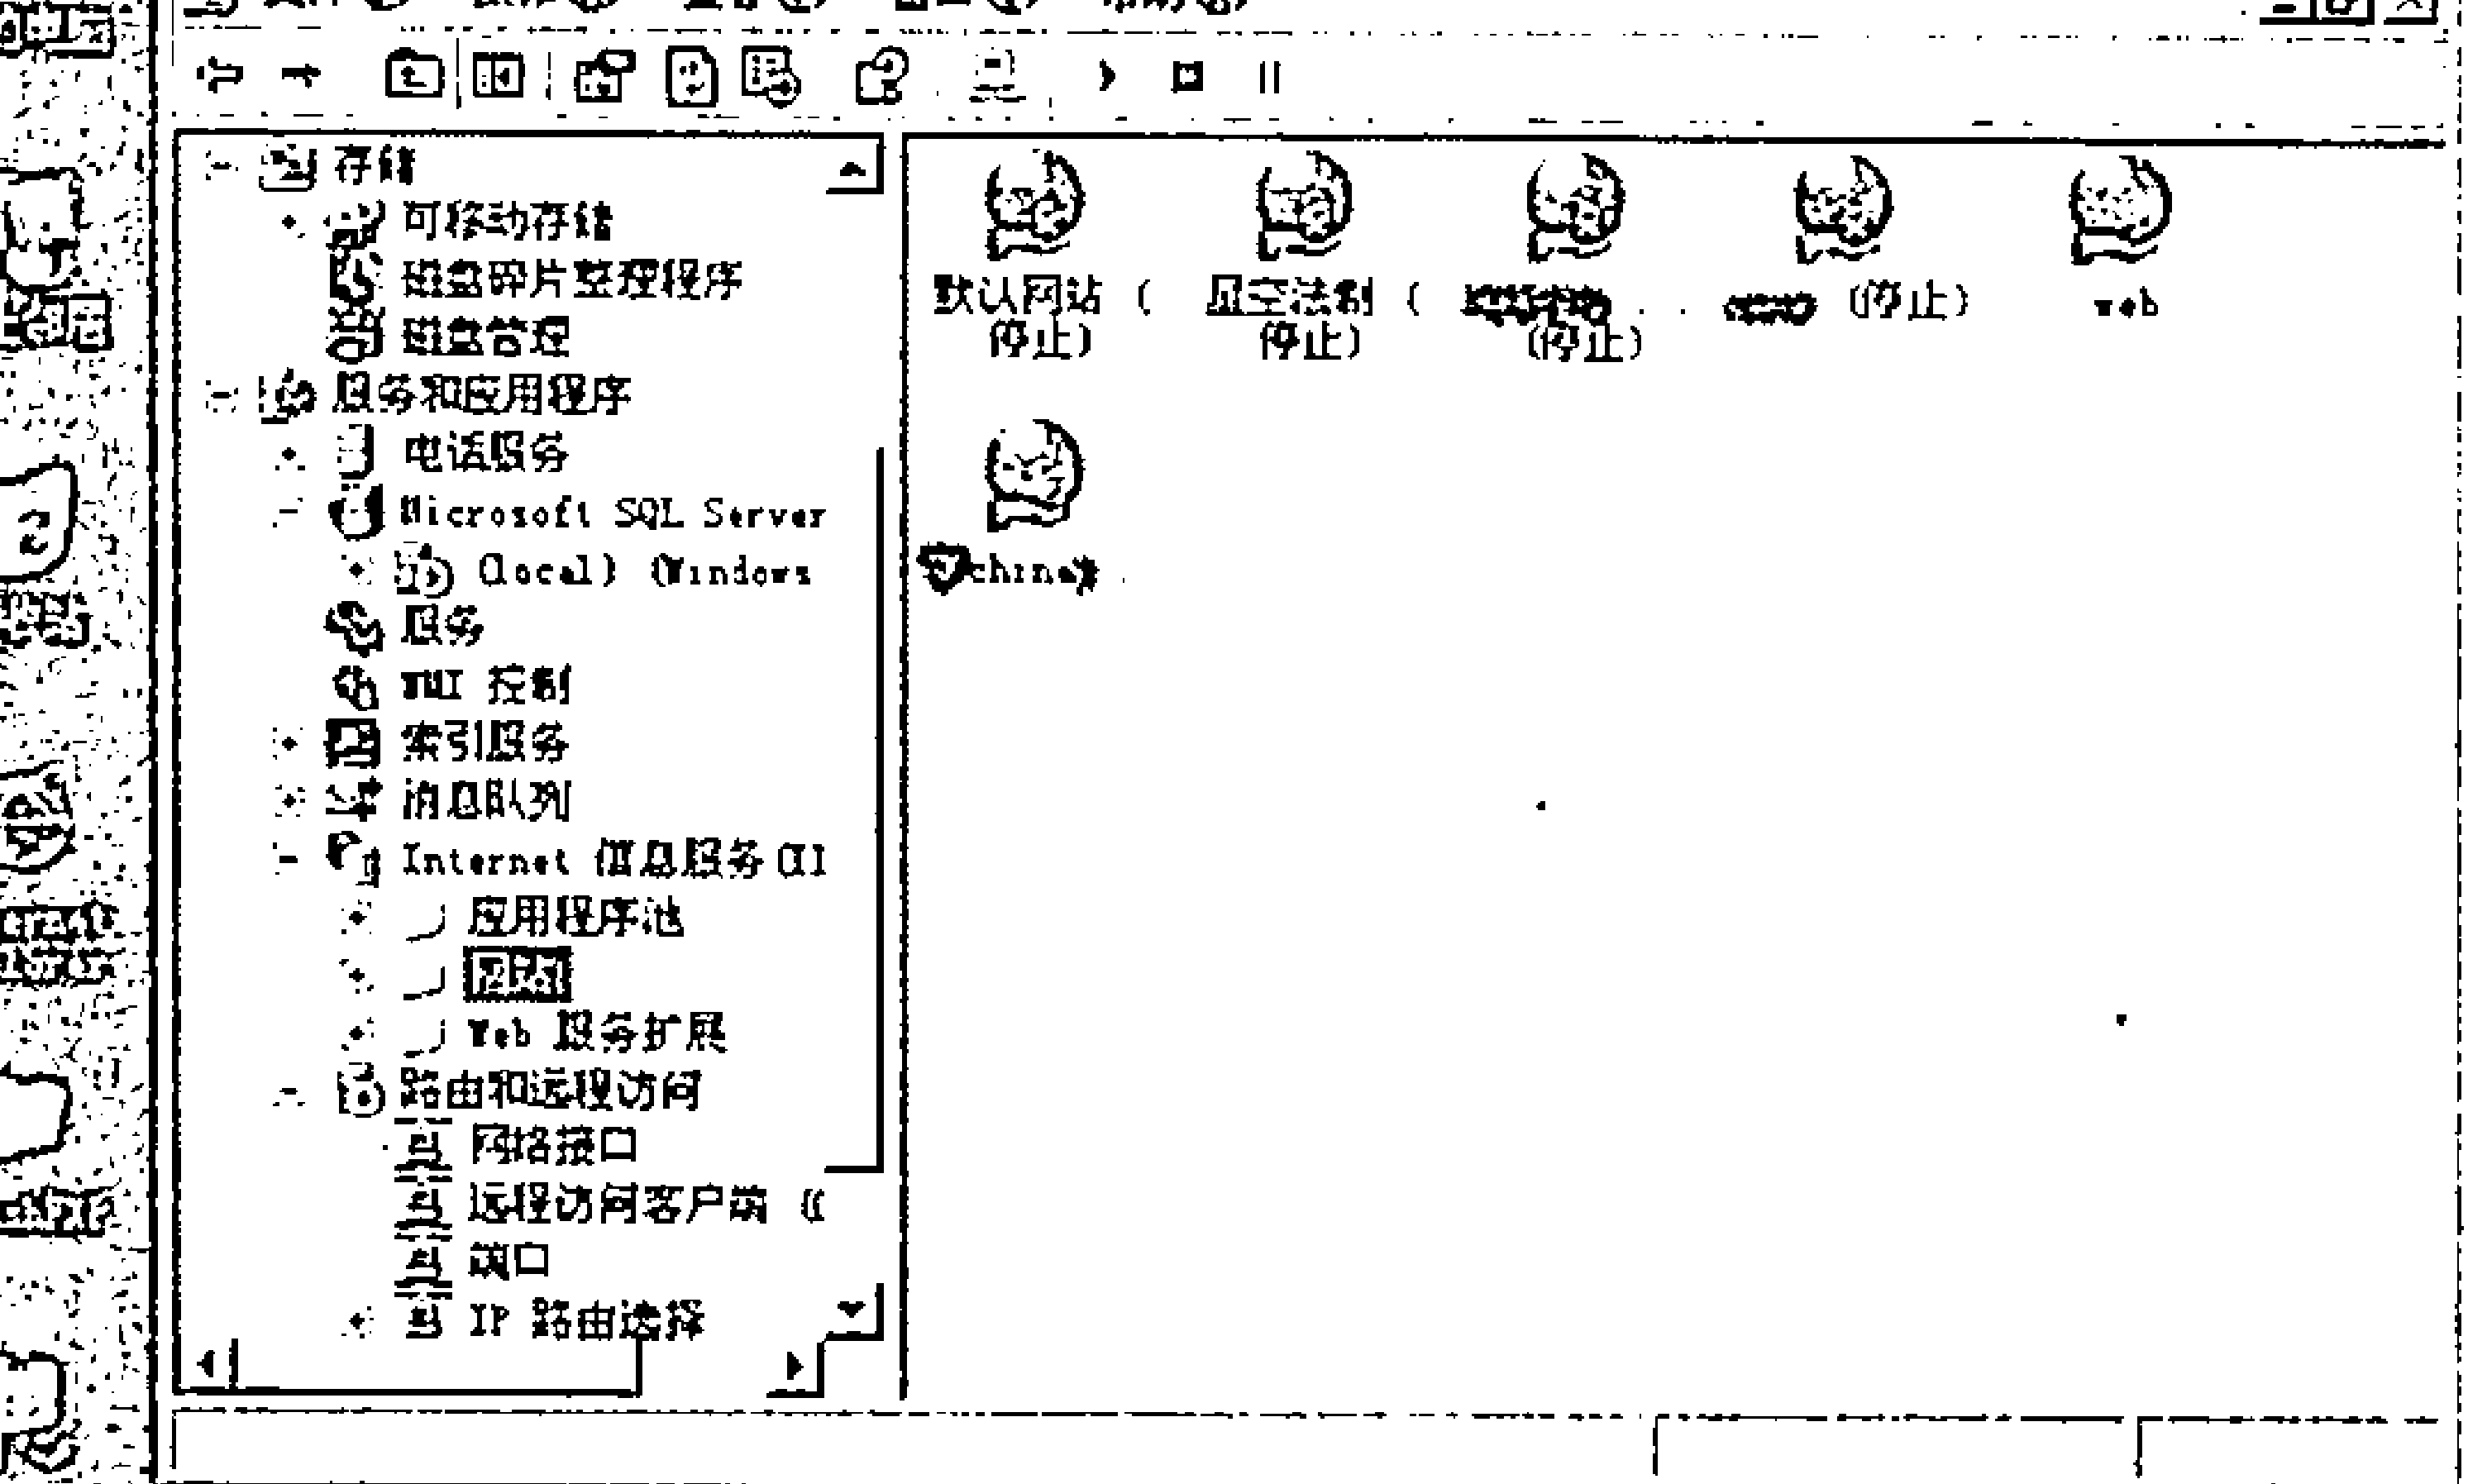 存储
可移动存储
磁盘碎片整理程序
磁盘管理
服务和应用程序
电话服务
Microsoft SQL Server
(local) (Windows
服务
WMI 控制
索引服务
消息队列
Internet 信息服务(II
应用程序池
网站
Web 服务扩展
路由和远程访问
网络接口
远程访问客户端 (
端口
IP 路由选择
默认网站 (
停止)
空法制 (
停止)
(停止)
(停止)
web
china